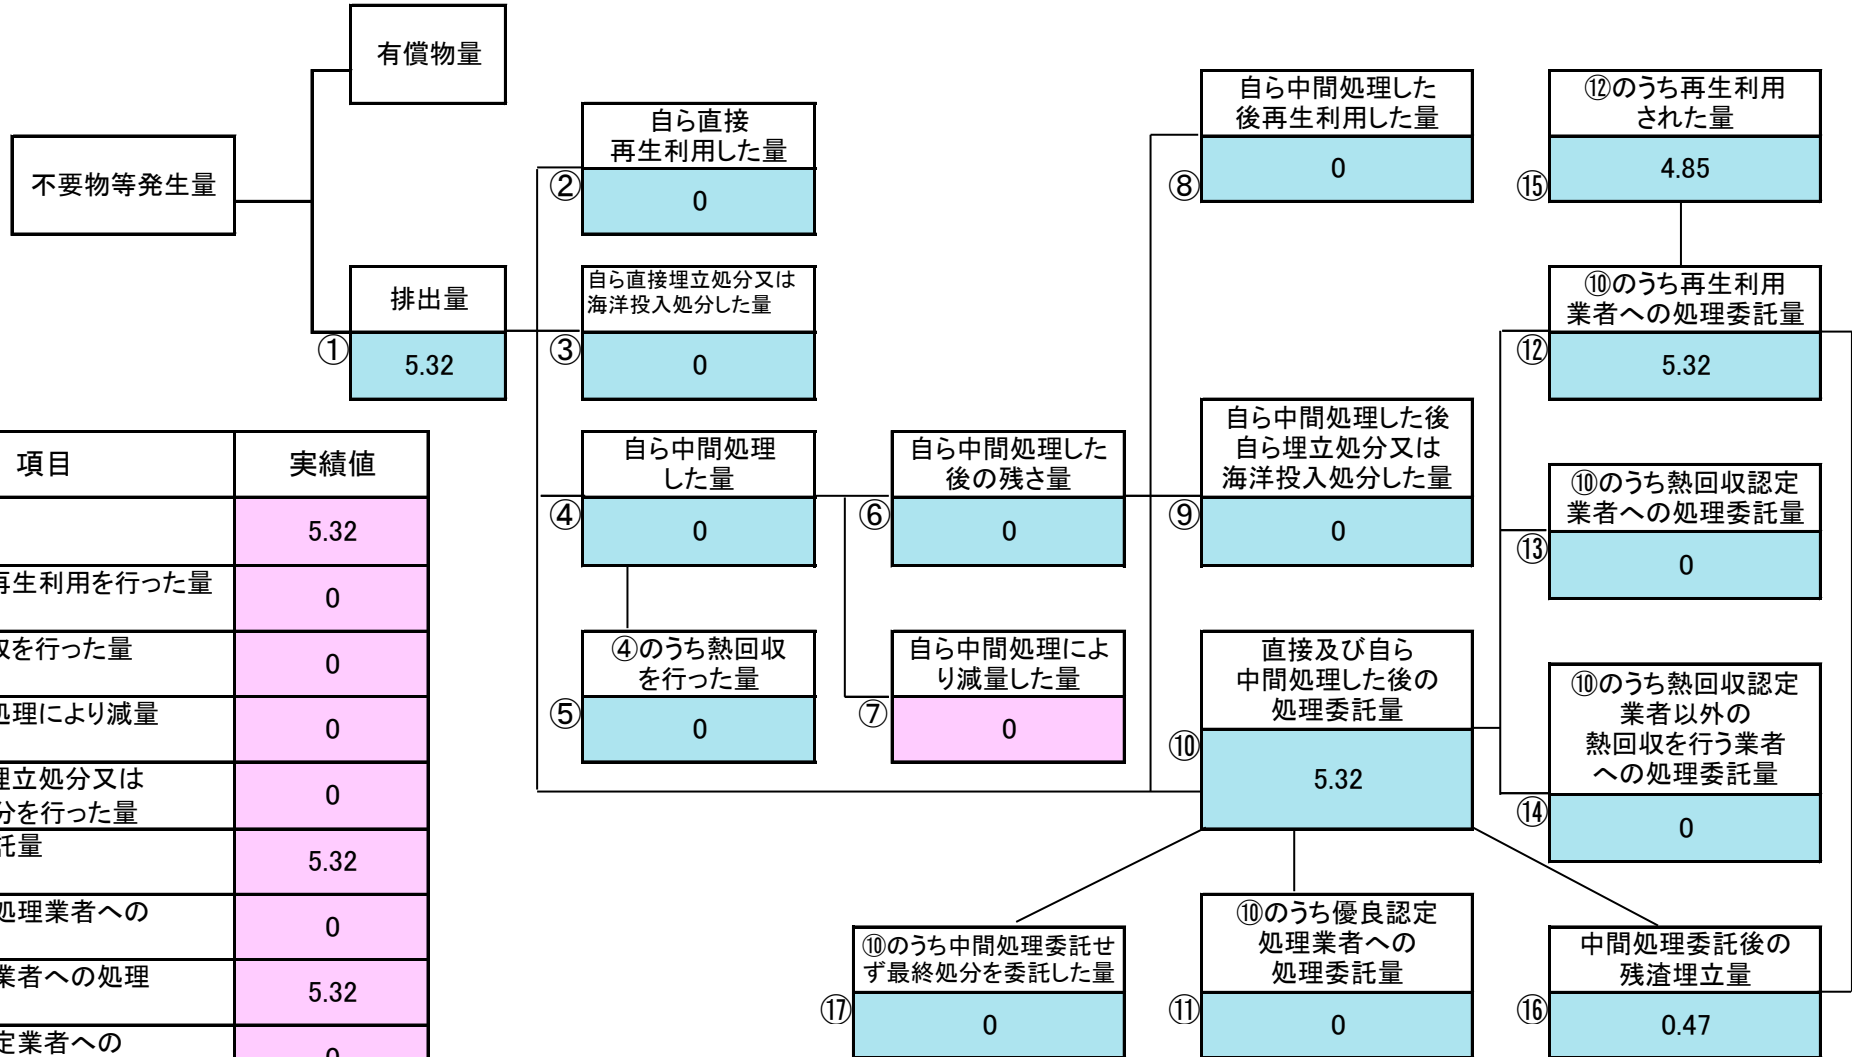 有償物量
不要物等発生量
排出量
①
5.32
自ら直接
再生利用した量
②
0
自ら直接埋立処分又は
海洋投入処分した量
③
0
自ら中間処理
した量
④
0
④のうち熱回収
を行った量
⑤
0
自ら中間処理した
後の残さ量
⑥
0
自ら中間処理によ
り減量した量
⑦
0
自ら中間処理した
後再生利用した量
⑧
0
自ら中間処理した後
自ら埋立処分又は
海洋投入処分した量
⑨
0
直接及び自ら
中間処理した後の
処理委託量
⑩
5.32
⑫のうち再生利用
された量
⑮
4.85
⑩のうち再生利用
業者への処理委託量
⑫
5.32
⑩のうち熱回収認定
業者への処理委託量
⑬
0
⑩のうち熱回収認定
業者以外の
熱回収を行う業者
への処理委託量
⑭
0
⑩のうち中間処理委託せ
ず最終処分を委託した量
⑰
0
⑩のうち優良認定
処理業者への
処理委託量
⑪
0
中間処理委託後の
残渣埋立量
⑯
0.47
項目 実績値
5.32
再生利用を行った量 0
を行った量 0
処理により減量 0
埋立処分又は
分を行った量 0
託量 5.32
処理業者への 0
業者への処理 5.32
定業者への 0